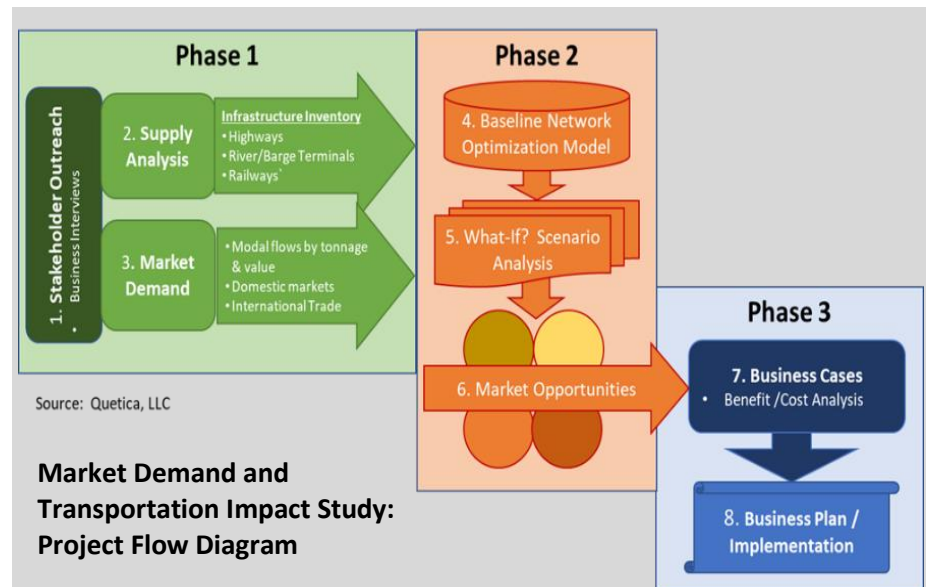 Phase 1
1. Stakeholder Outreach
• Business Interviews
2. Supply
Analysis
Infrastructure Inventory
• Highways
• River/Barge Terminals
• Railways`
3. Market
Demand
• Modal flows by tonnage
& value
• Domestic markets
• International Trade
Phase 2
4. Baseline Network
Optimization Model
5. What-If? Scenario
Analysis
6. Market Opportunities
Phase 3
7. Business Cases
• Benefit /Cost Analysis
8. Business Plan /
Implementation
Source: Quetica, LLC
Market Demand and
Transportation Impact Study:
Project Flow Diagram